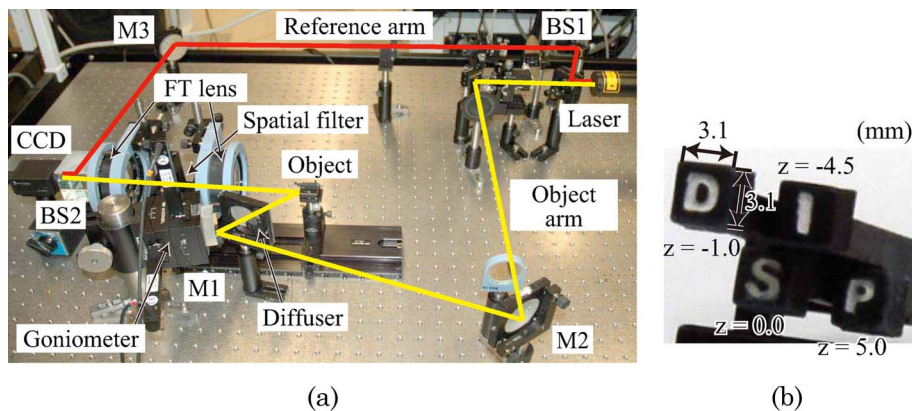 M3
Reference arm
BS1
FT lens
CCD
Spatial filter
Laser
Object
BS2
Object
arm
M1
Diffuser
Goniometer
M2
(a)
3.1
(mm)
z = -4.5
D
3.1
I
z = -1.0
S
P
z = 0.0
z = 5.0
(b)